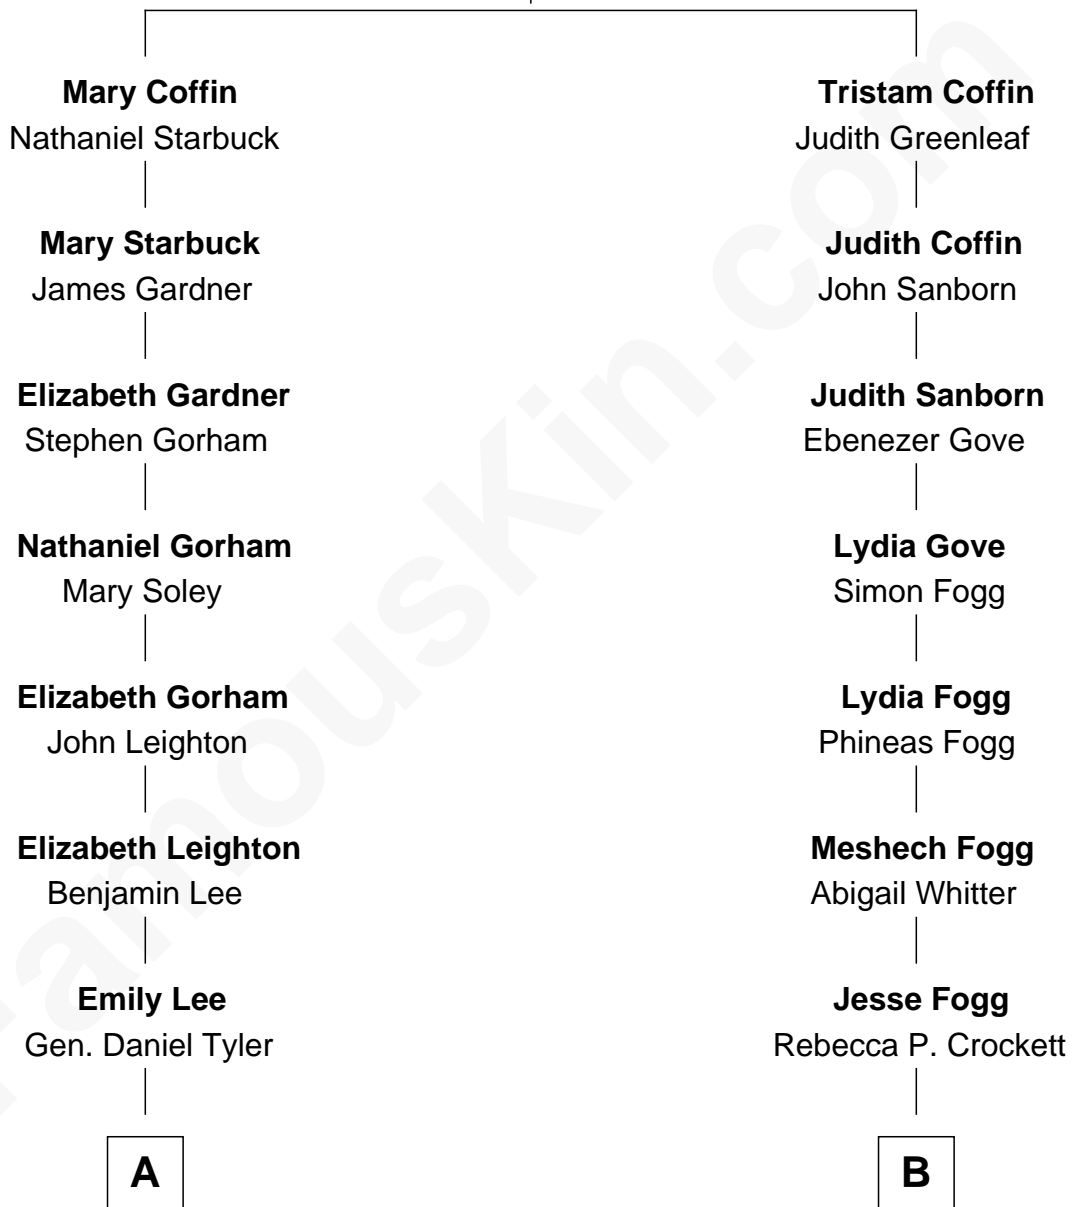 Mary Coffin
Nathaniel Starbuck
Mary Starbuck
James Gardner
Elizabeth Gardner
Stephen Gorham
Nathaniel Gorham
Mary Soley
Elizabeth Gorham
John Leighton
Elizabeth Leighton
Benjamin Lee
Emily Lee
Gen. Daniel Tyler
A
Tristam Coffin
Judith Greenleaf
Judith Coffin
John Sanborn
Judith Sanborn
Ebenezer Gove
Lydia Gove
Simon Fogg
Lydia Fogg
Phineas Fogg
Meshech Fogg
Abigail Whitter
Jesse Fogg
Rebecca P. Crockett
B
FamousKin.com